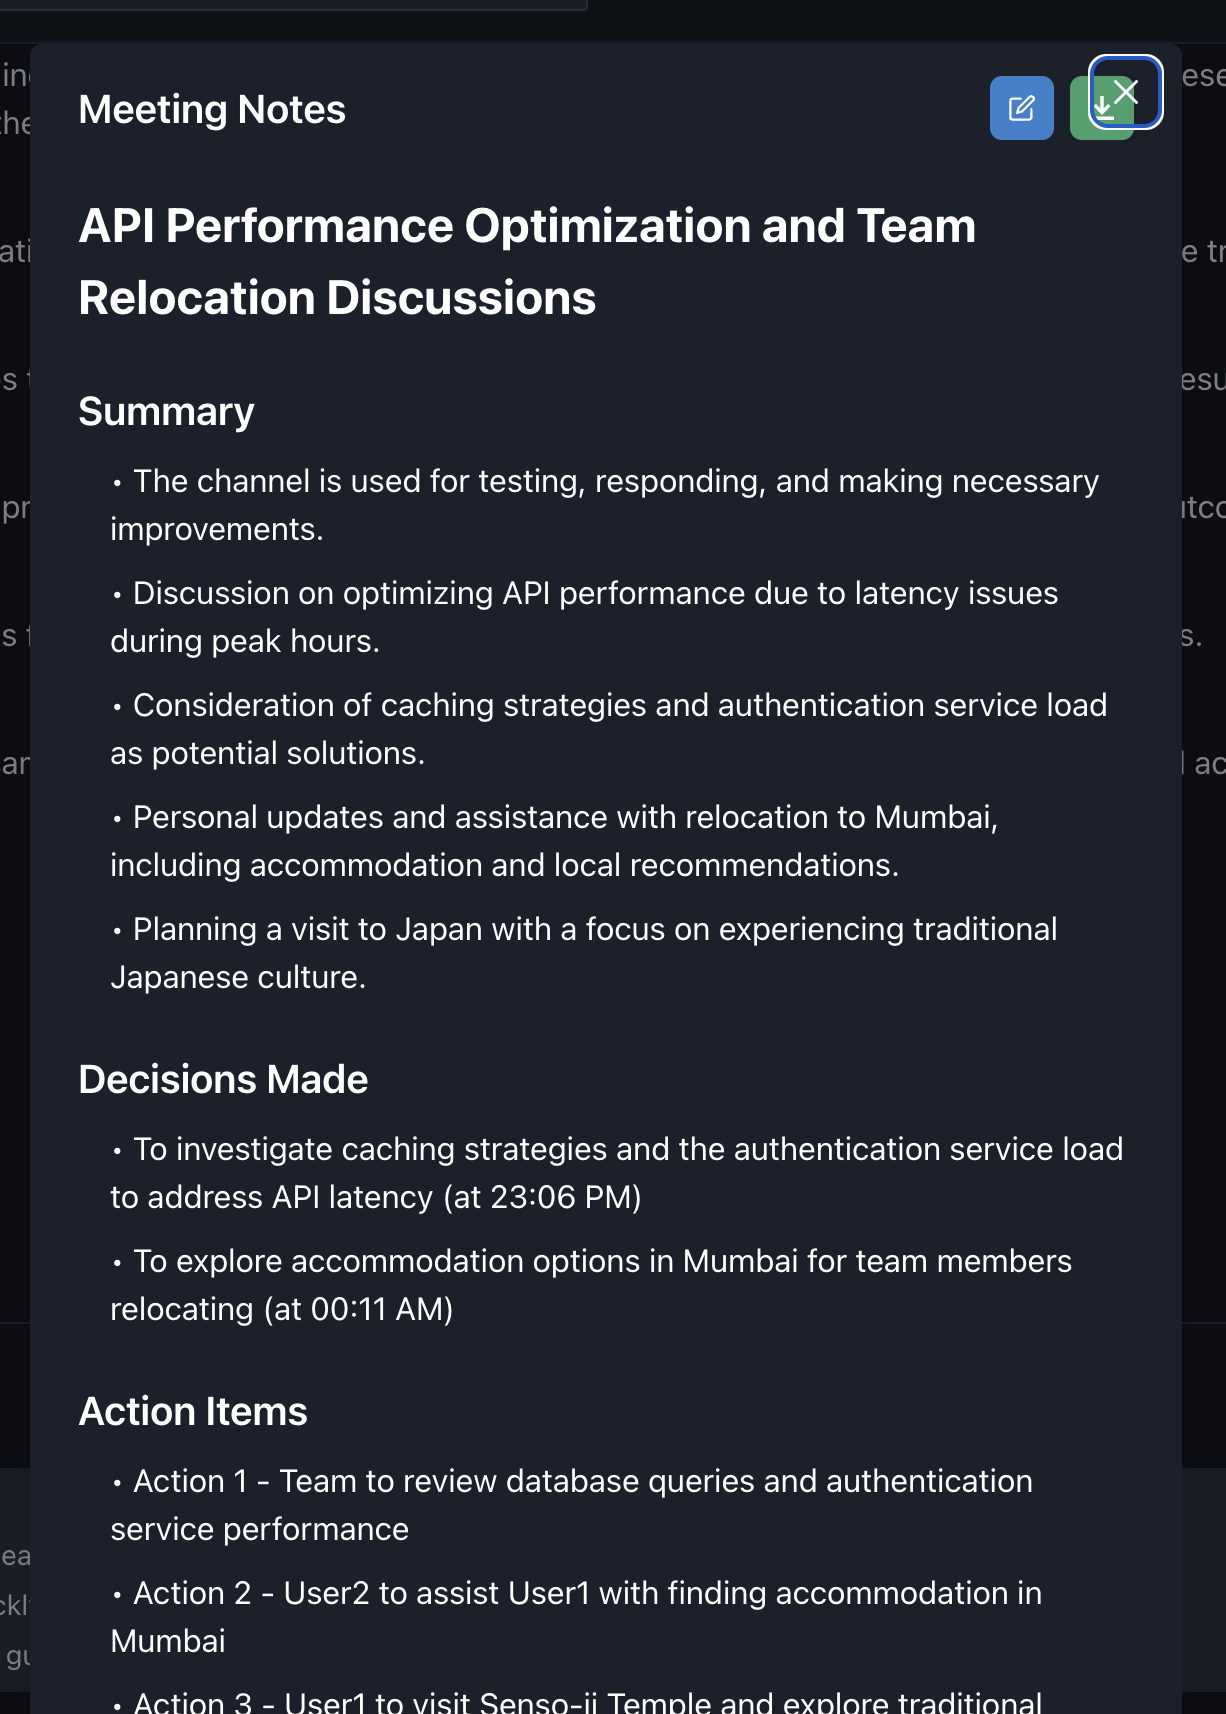 Meeting Notes
API Performance Optimization and Team
Relocation Discussions
Summary
• The channel is used for testing, responding, and making necessary
improvements.
• Discussion on optimizing API performance due to latency issues
during peak hours.
• Consideration of caching strategies and authentication service load
as potential solutions.
• Personal updates and assistance with relocation to Mumbai,
including accommodation and local recommendations.
• Planning a visit to Japan with a focus on experiencing traditional
Japanese culture.
Decisions Made
• To investigate caching strategies and the authentication service load
to address API latency (at 23:06 PM)
• To explore accommodation options in Mumbai for team members
relocating (at 00:11 AM)
Action Items
• Action 1 - Team to review database queries and authentication
service performance
• Action 2 - User2 to assist User1 with finding accommodation in
Mumbai
• Action 3 - User1 to visit Senso-ji Temple and explore traditional